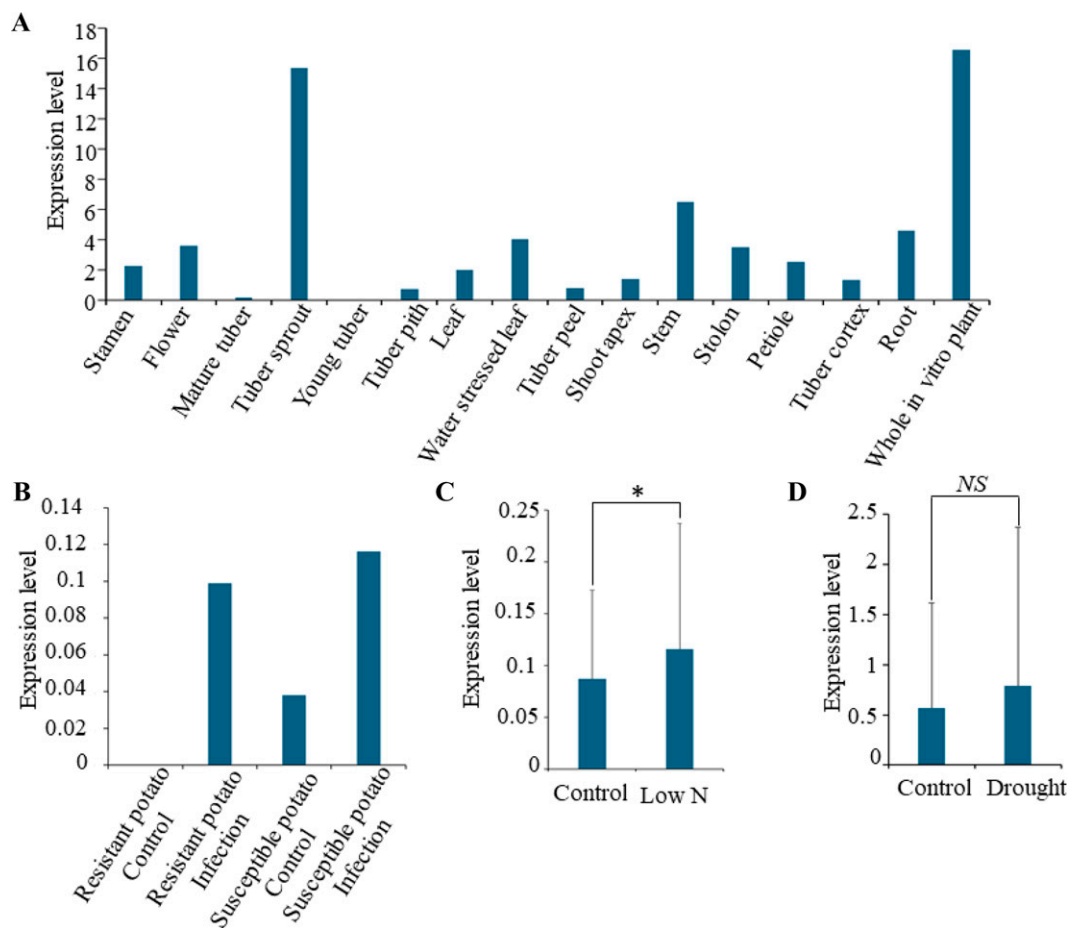 A
Expression level
18
16
14
12
10
8
6
4
2
0
Stamen
Flower
Mature tuber
Tuber sprout
Young tuber
Tuber pith
Leaf
Water stressed leaf
Tuber peel
Shoot apex
Stem
Stolon
Petiole
Tuber cortex
Root
Whole in vitro plant
B
Expression level
0.14
0.12
0.1
0.08
0.06
0.04
0.02
0
Resistant potato
Control
Resistant potato
Infection
Susceptible potato
Control
Susceptible potato
Infection
C
*
Expression level
0.25
0.2
0.15
0.1
0.05
0
Control Low N
D
NS
Expression level
2.5
2
1.5
1
0.5
0
Control Drought